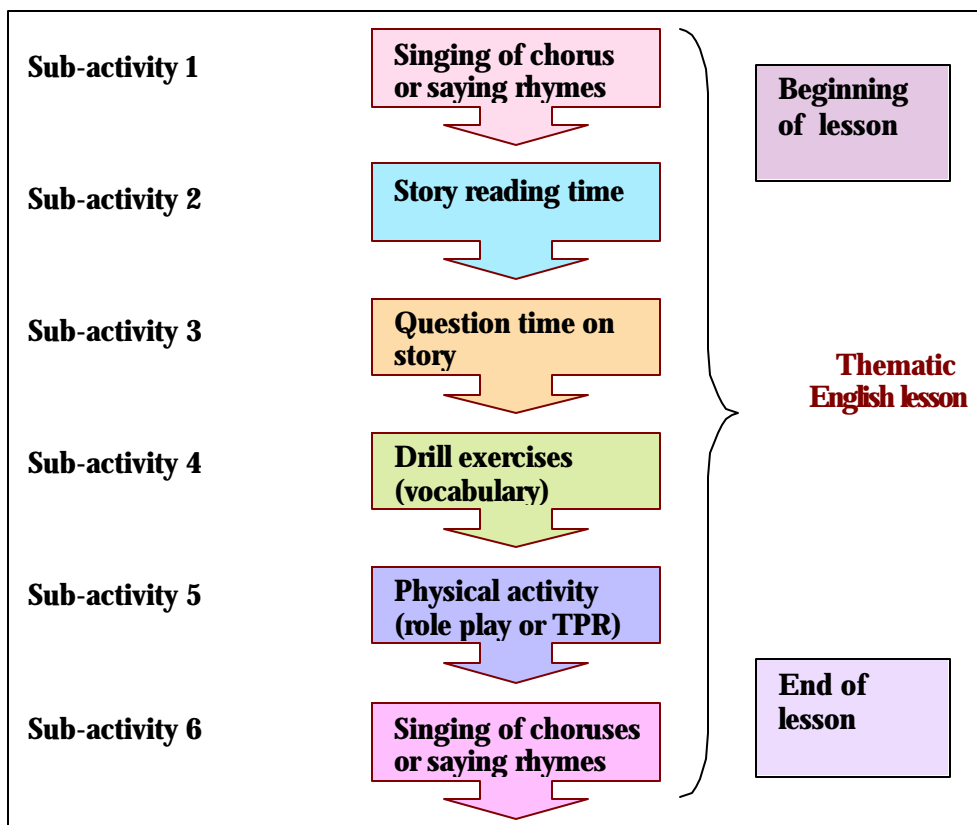 Sub-activity 1
Singing of chorus
or saying rhymes
Beginning
of lesson
Sub-activity 2
Story reading time
Sub-activity 3
Question time on
story
Thematic
English lesson
Sub-activity 4
Drill exercises
(vocabulary)
Sub-activity 5
Physical activity
(role play or TPR)
Sub-activity 6
Singing of choruses
or saying rhymes
End of
lesson